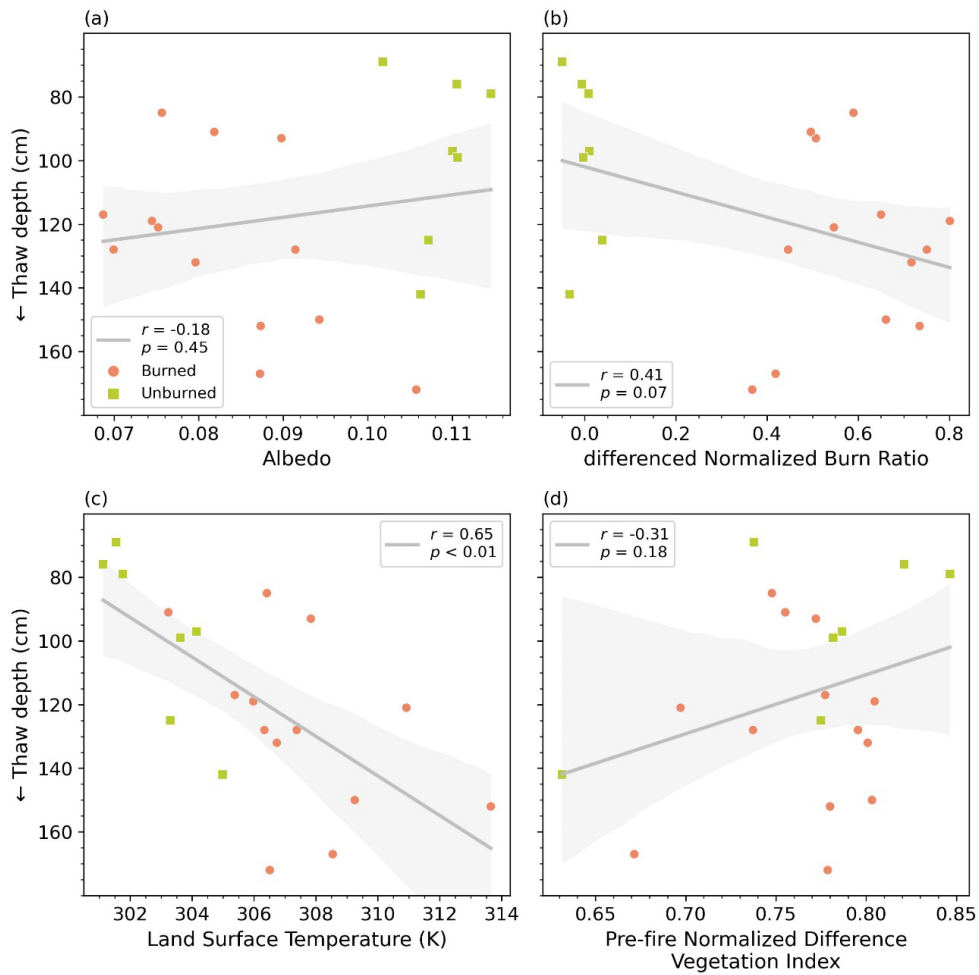 (a)
80
100
120
140
160
← Thaw depth (cm)
r = -0.18
p = 0.45
Burned
Unburned
0.07
0.08
0.09
0.10
0.11
Albedo
(b)
r = 0.41
p = 0.07
0.0
0.2
0.4
0.6
0.8
differenced Normalized Burn Ratio
(c)
80
100
120
140
160
← Thaw depth (cm)
r = 0.65
p < 0.01
302
304
306
308
310
312
314
Land Surface Temperature (K)
(d)
r = -0.31
p = 0.18
0.65
0.70
0.75
0.80
0.85
Pre-fire Normalized Difference
Vegetation Index